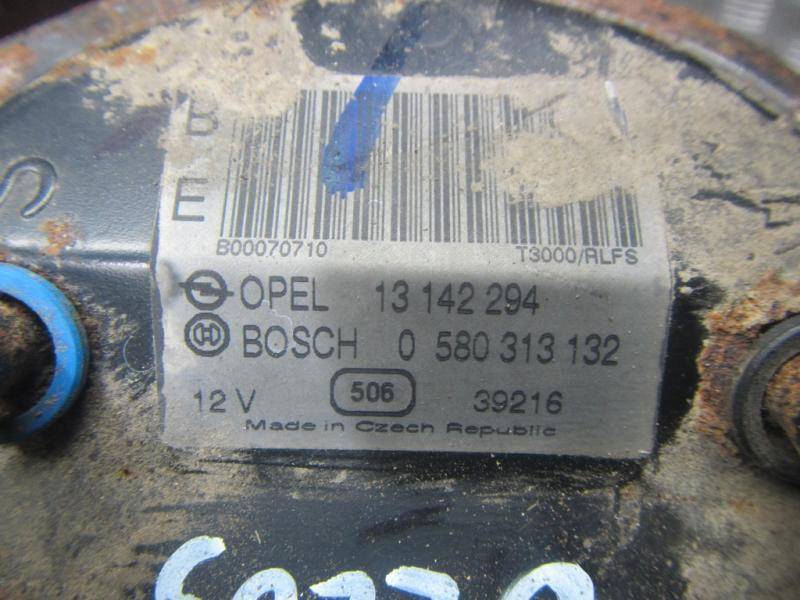 B
E
B00070710 T3000/RLFS
OPEL 13 142 294
BOSCH 0 580 313 132
12 V 506 39216
Made in Czech Republic